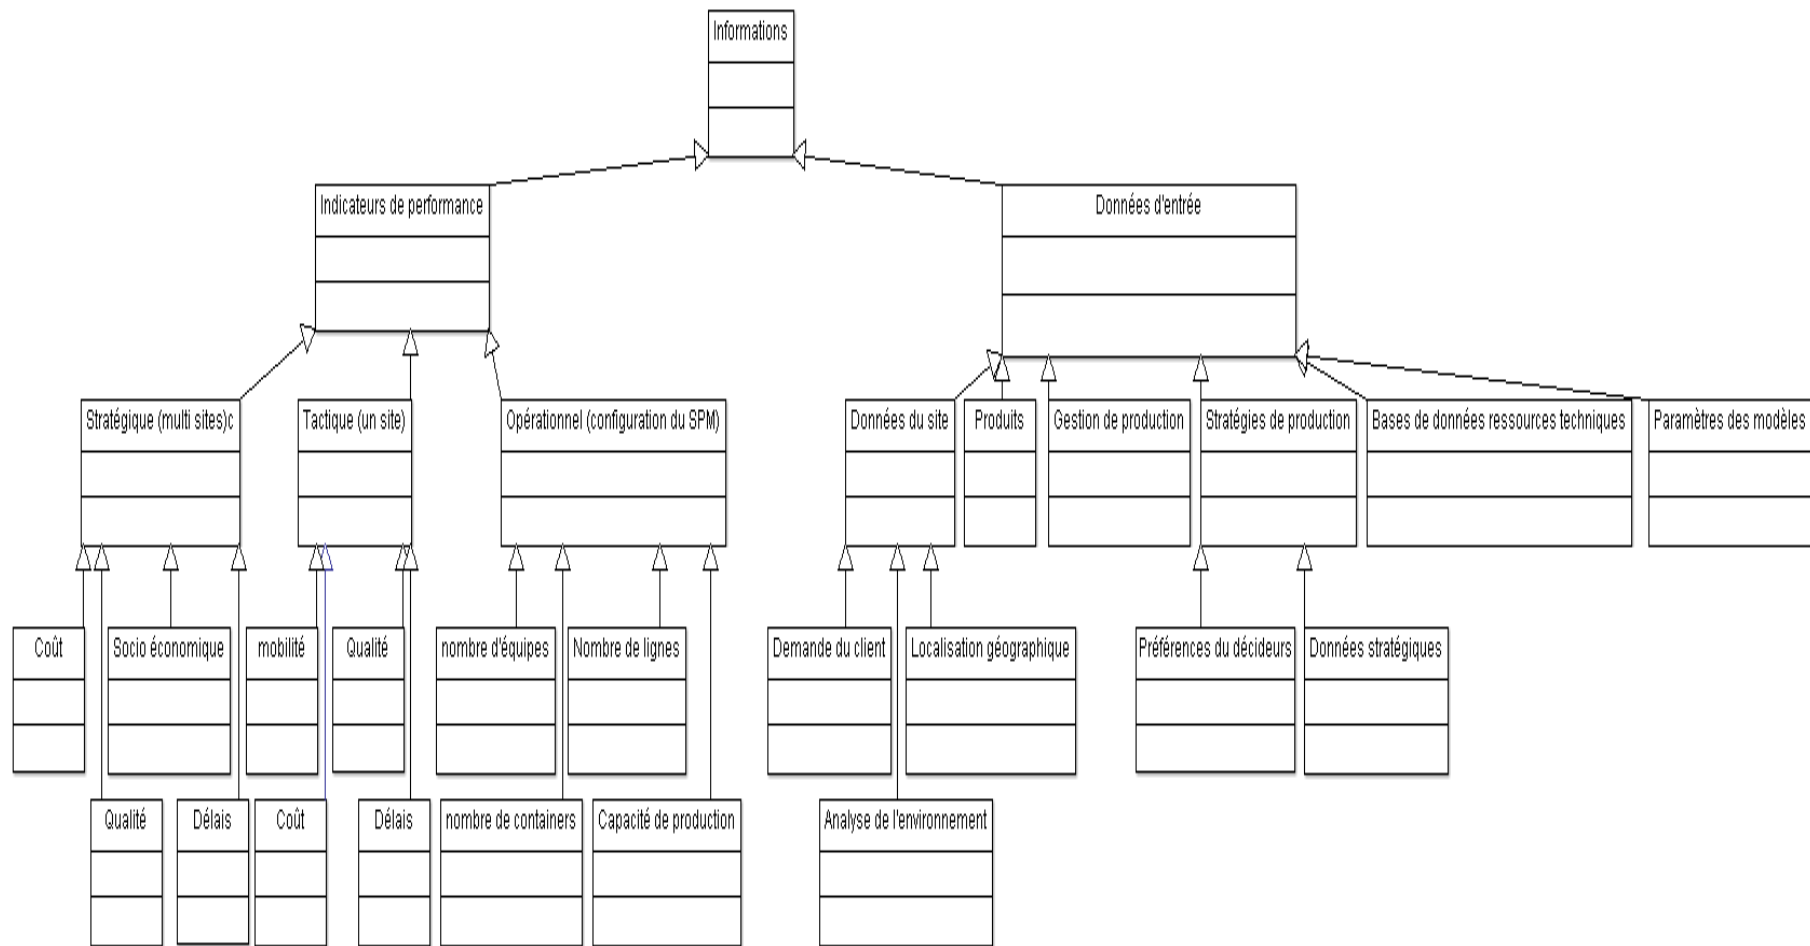 Informations
Indicateurs de performance
Données d'entrée
Stratégique (multi sites)c
Tactique (un site)
Opérationnel (configuration du SPM)
Données du site
Produits
Gestion de production
Stratégies de production
Bases de données ressources techniques
Paramètres des modèles
Coût
Socio économique
mobilité
Qualité
nombre d'équipes
Nombre de lignes
Demande du client
Localisation géographique
Préférences du décideurs
Données stratégiques
Qualité
Délais
Coût
Délais
nombre de containers
Capacité de production
Analyse de l'environnement